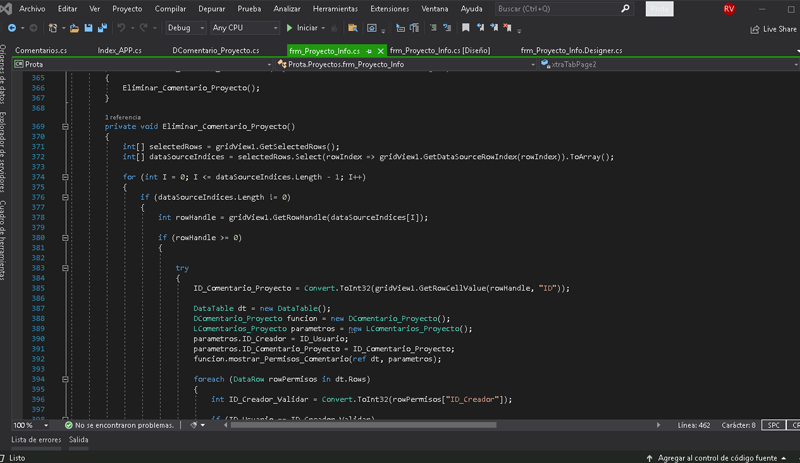 Archivo Editar Ver Proyecto Compilar Depurar Prueba Analizar Herramientas Extensiones Ventana Ayuda Buscar (Ctrl+Q) Prota RV
Debug Any CPU Iniciar Live Share
Comentarios.cs Index_APP.cs DComentario_Proyecto.cs frm_Proyecto_Info.cs frm_Proyecto_Info.cs [Diseño] frm_Proyecto_Info.Designer.cs
Prota Prota.Proyectos.frm_Proyecto_Info xtraTabPage2
Orígenes de datos
Explorador de servidores
Cuadro de herramientas
365 {
366 Eliminar_Comentario_Proyecto();
367 }
368
1 referencia
369 private void Eliminar_Comentario_Proyecto()
370 {
371 int[] selectedRows = gridView1.GetSelectedRows();
372 int[] dataSourceIndices = selectedRows.Select(rowIndex => gridView1.GetDataSourceRowIndex(rowIndex)).ToArray();
373
374 for (int I = 0; I <= dataSourceIndices.Length - 1; I++)
375 {
376 if (dataSourceIndices.Length != 0)
377 {
378 int rowHandle = gridView1.GetRowHandle(dataSourceIndices[I]);
379
380 if (rowHandle >= 0)
381 {
382
383 try
384 {
385 ID_Comentario_Proyecto = Convert.ToInt32(gridView1.GetRowCellValue(rowHandle, "ID"));
386
387 DataTable dt = new DataTable();
388 DComentario_Proyecto funcion = new DComentario_Proyecto();
389 LComentarios_Proyecto parametros = new LComentarios_Proyecto();
390 parametros.ID_Creador = ID_Usuario;
391 parametros.ID_Comentario_Proyecto = ID_Comentario_Proyecto;
392 funcion.mostrar_Permisos_Comentario(ref dt, parametros);
393
394 foreach (DataRow rowPermisos in dt.Rows)
395 {
396 int ID_Creador_Validar = Convert.ToInt32(rowPermisos["ID_Creador"]);
397
398 if (ID_Usuario == ID_Creador_Validar)
100 % No se encontraron problemas. Línea: 462 Carácter: 8 SPC
Lista de errores Salida
Listo Agregar al control de código fuente